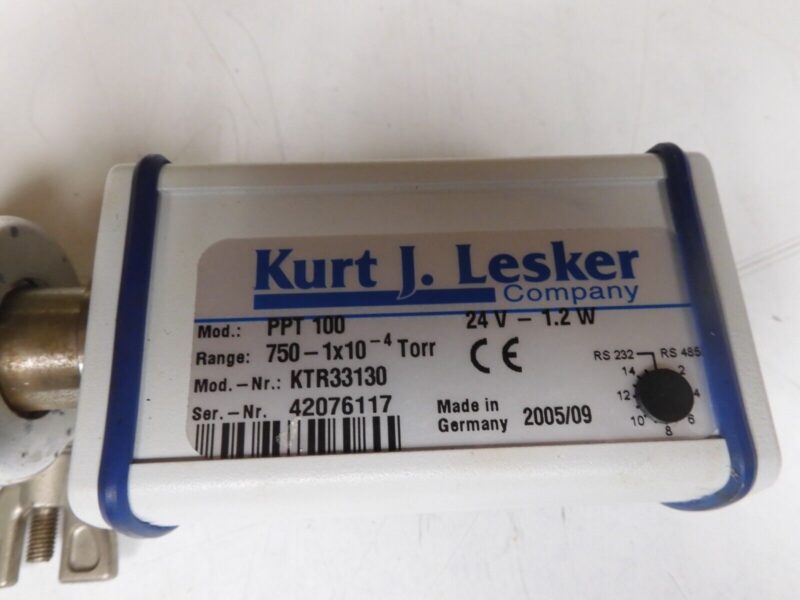 Kurt J. Lesker
Company
Mod.: PPT 100 24 V – 1.2 W
Range: 750 – 1x10⁻⁴ Torr CE
Mod.–Nr.: KTR33130
Ser.–Nr. 42076117
Made in
Germany 2005/09
RS 232 RS 485
14 2
12 4
10 6
8